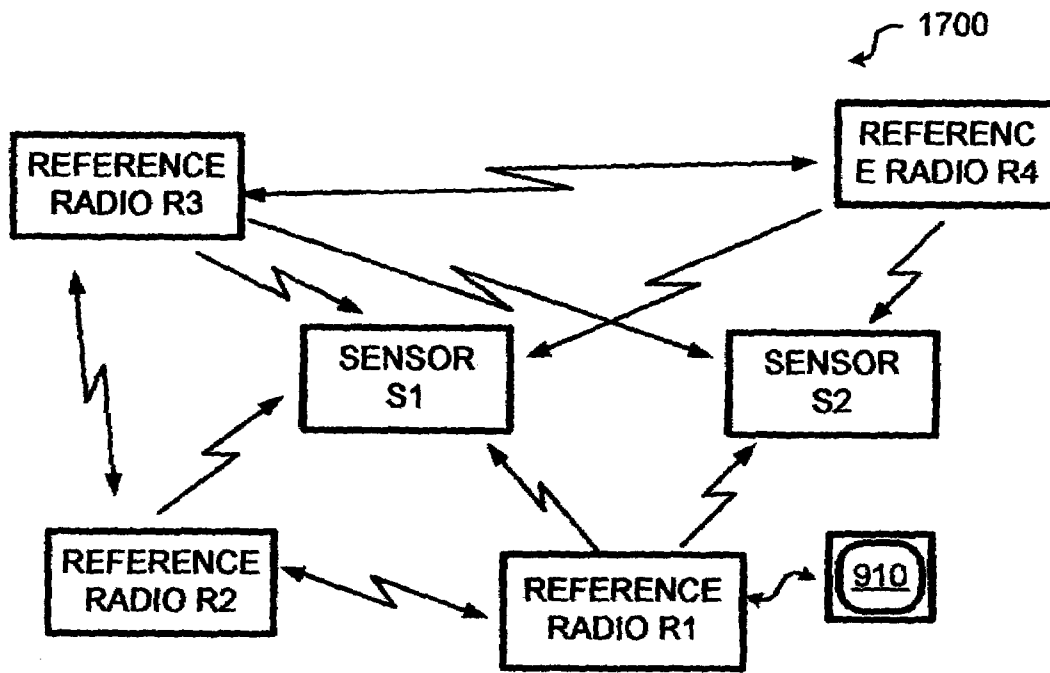 1700
REFERENCE
RADIO R3
REFERENC
E RADIO R4
SENSOR
S1
SENSOR
S2
REFERENCE
RADIO R2
REFERENCE
RADIO R1
910